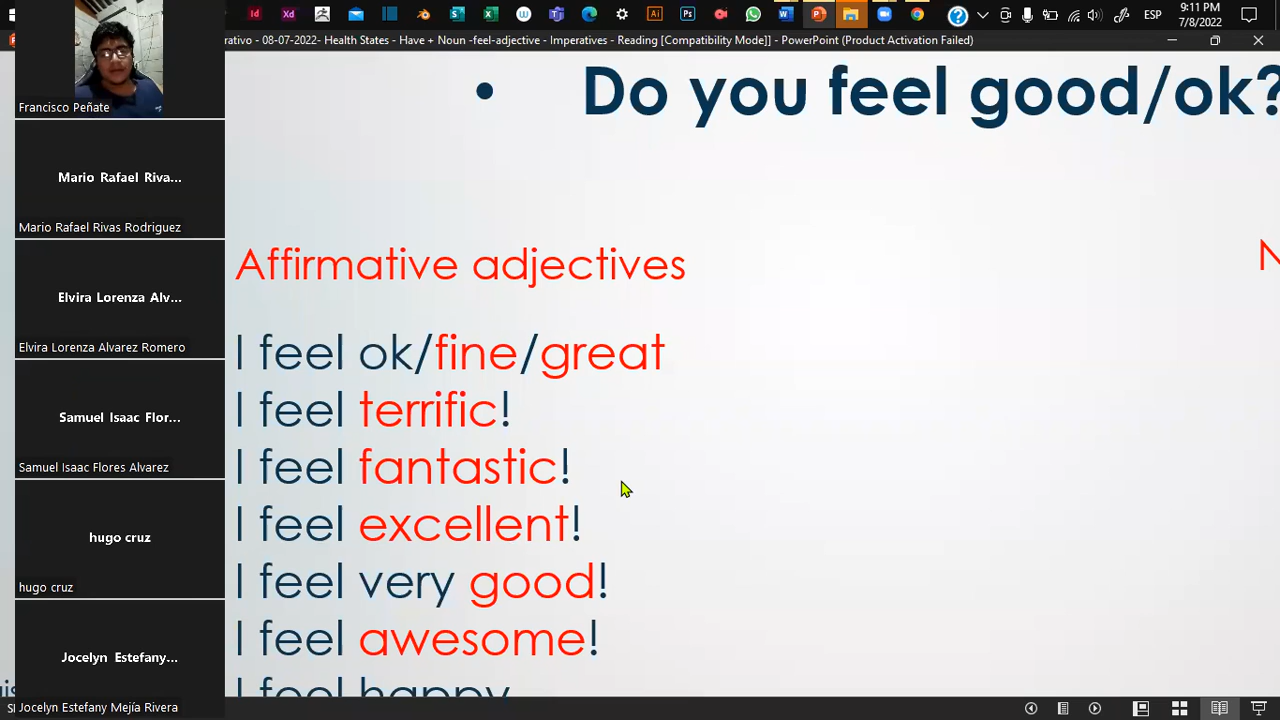 9:11 PM
ESP
7/8/2022
rativo - 08-07-2022- Health States - Have + Noun -feel-adjective - Imperatives - Reading [Compatibility Mode]] - PowerPoint (Product Activation Failed)
Francisco Peñate
Mario Rafael Riva...
Mario Rafael Rivas Rodriguez
Elvira Lorenza Alv...
Elvira Lorenza Alvarez Romero
Samuel Isaac Flor...
Samuel Isaac Flores Alvarez
hugo cruz
hugo cruz
Jocelyn Estefany...
Jocelyn Estefany Mejía Rivera
• Do you feel good/ok?
Affirmative adjectives
N
I feel ok/fine/great
I feel terrific!
I feel fantastic!
I feel excellent!
I feel very good!
I feel awesome!
I feel happy